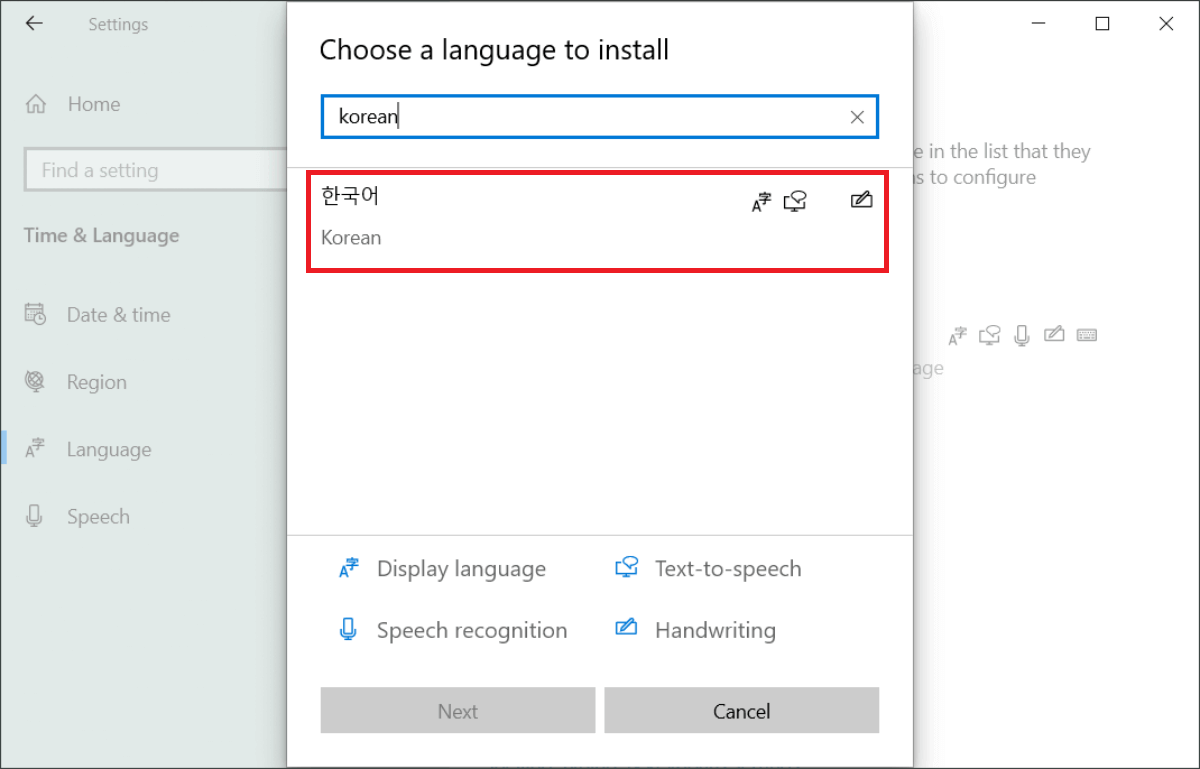 Settings
Home
Find a setting
Time & Language
Date & time
Region
Language
Speech
Choose a language to install
korean
한국어
Korean
Display language
Text-to-speech
Speech recognition
Handwriting
Next
Cancel
in the list that they
to configure